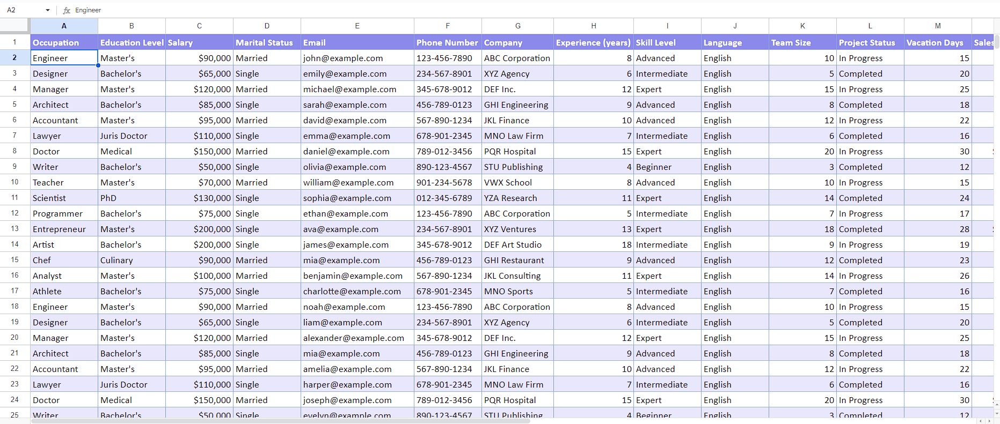 A2 fx Engineer
A B C D E F G H I J K L M
1 Occupation Education Level Salary Marital Status Email Phone Number Company Experience (years) Skill Level Language Team Size Project Status Vacation Days Sales
2 Engineer Master's $90,000 Married john@example.com 123-456-7890 ABC Corporation 8 Advanced English 10 In Progress 15
3 Designer Bachelor's $65,000 Single emily@example.com 234-567-8901 XYZ Agency 6 Intermediate English 5 Completed 20
4 Manager Master's $120,000 Married michael@example.com 345-678-9012 DEF Inc. 12 Expert English 15 In Progress 25
5 Architect Bachelor's $85,000 Single sarah@example.com 456-789-0123 GHI Engineering 9 Advanced English 8 Completed 18
6 Accountant Master's $95,000 Married david@example.com 567-890-1234 JKL Finance 10 Advanced English 12 In Progress 22
7 Lawyer Juris Doctor $110,000 Single emma@example.com 678-901-2345 MNO Law Firm 7 Intermediate English 6 Completed 16
8 Doctor Medical $150,000 Married daniel@example.com 789-012-3456 PQR Hospital 15 Expert English 20 In Progress 30
9 Writer Bachelor's $50,000 Single olivia@example.com 890-123-4567 STU Publishing 4 Beginner English 3 Completed 12
10 Teacher Master's $70,000 Married william@example.com 901-234-5678 VWX School 8 Advanced English 10 In Progress 15
11 Scientist PhD $130,000 Single sophia@example.com 012-345-6789 YZA Research 11 Expert English 14 Completed 24
12 Programmer Bachelor's $75,000 Single ethan@example.com 123-456-7890 ABC Corporation 5 Intermediate English 7 In Progress 17
13 Entrepreneur Master's $200,000 Single ava@example.com 234-567-8901 XYZ Ventures 13 Expert English 18 Completed 28
14 Artist Bachelor's $200,000 Single james@example.com 345-678-9012 DEF Art Studio 18 Intermediate English 9 In Progress 19
15 Chef Culinary $90,000 Married mia@example.com 456-789-0123 GHI Restaurant 9 Advanced English 12 Completed 23
16 Analyst Master's $100,000 Married benjamin@example.com 567-890-1234 JKL Consulting 11 Expert English 14 In Progress 26
17 Athlete Bachelor's $75,000 Single charlotte@example.com 678-901-2345 MNO Sports 5 Intermediate English 7 Completed 16
18 Engineer Master's $90,000 Married noah@example.com 123-456-7890 ABC Corporation 8 Advanced English 10 In Progress 15
19 Designer Bachelor's $65,000 Single liam@example.com 234-567-8901 XYZ Agency 6 Intermediate English 5 Completed 20
20 Manager Master's $120,000 Married alexander@example.com 345-678-9012 DEF Inc. 12 Expert English 15 In Progress 25
21 Architect Bachelor's $85,000 Single mia@example.com 456-789-0123 GHI Engineering 9 Advanced English 8 Completed 18
22 Accountant Master's $95,000 Married amelia@example.com 567-890-1234 JKL Finance 10 Advanced English 12 In Progress 22
23 Lawyer Juris Doctor $110,000 Single harper@example.com 678-901-2345 MNO Law Firm 7 Intermediate English 6 Completed 16
24 Doctor Medical $150,000 Married joseph@example.com 789-012-3456 PQR Hospital 15 Expert English 20 In Progress 30
25 Writer Bachelor's $50,000 Single evelyn@example.com 890-123-4567 STU Publishing 4 Beginner English 3 Completed 12